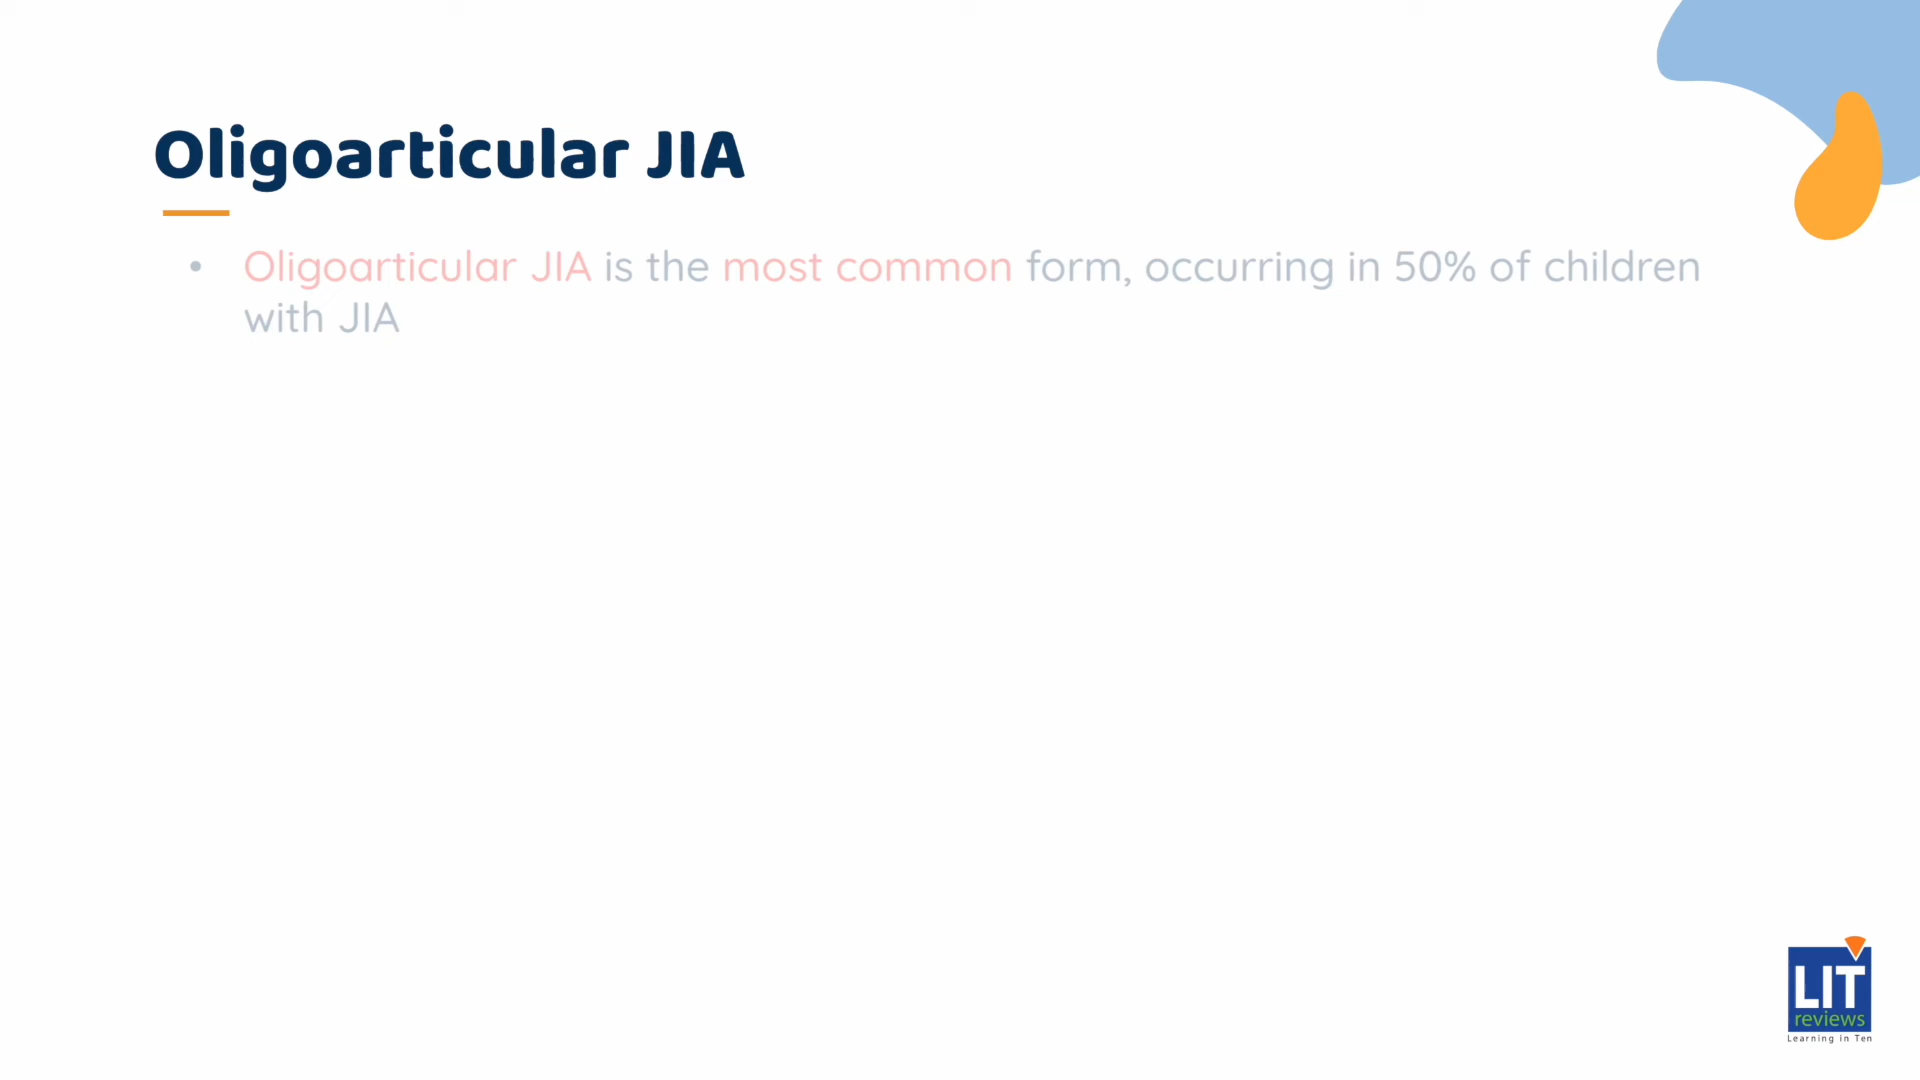 Oligoarticular JIA
• Oligoarticular JIA is the most common form, occurring in 50% of children
with JIA
LIT
reviews
Learning in Ten